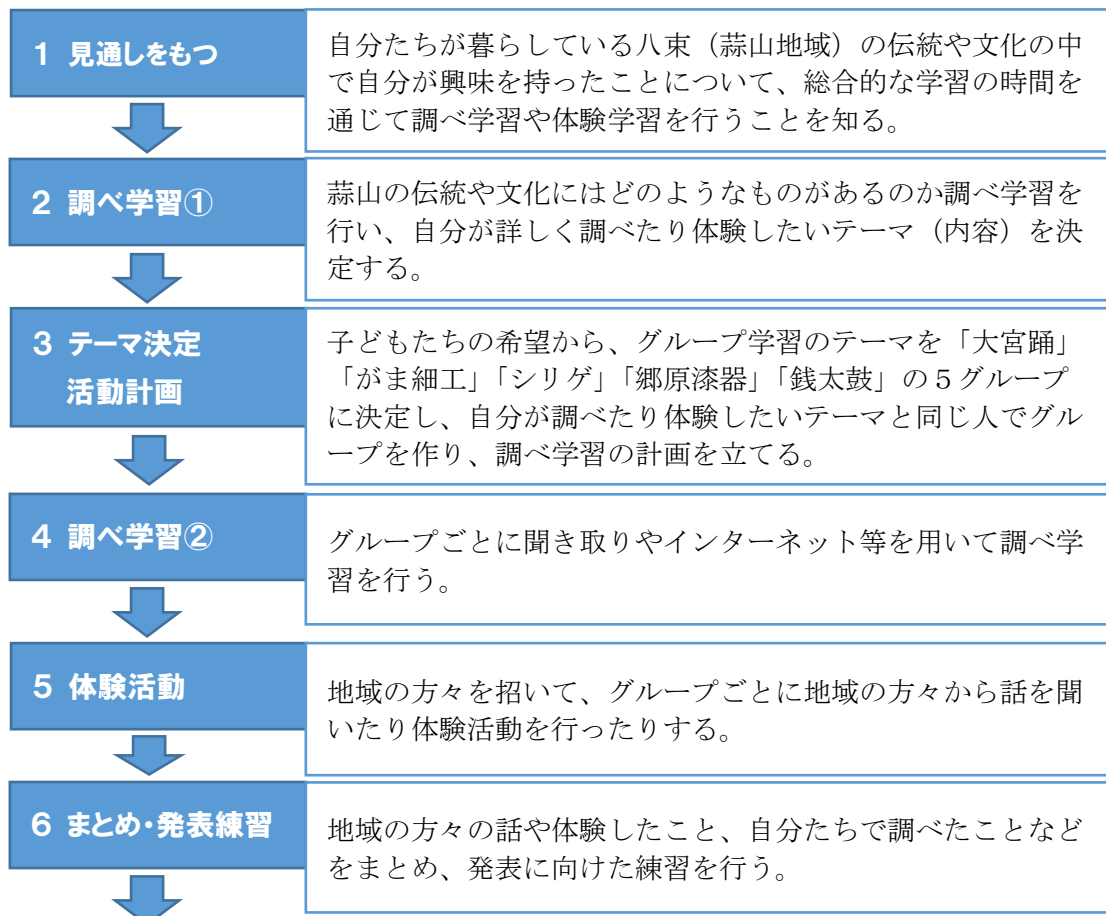 1 見通しをもつ
自分たちが暮らしている八束（蒜山地域）の伝統や文化の中
で自分が興味を持ったことについて、総合的な学習の時間を
通じて調べ学習や体験学習を行うことを知る。
2 調べ学習①
蒜山の伝統や文化にはどのようなものがあるのか調べ学習を
行い、自分が詳しく調べたり体験したいテーマ（内容）を決
定する。
3 テーマ決定
活動計画
子どもたちの希望から、グループ学習のテーマを「大宮踊」
「がま細工」「シリゲ」「郷原漆器」「銭太鼓」の５グループ
に決定し、自分が調べたり体験したいテーマと同じ人でグル
ープを作り、調べ学習の計画を立てる。
4 調べ学習②
グループごとに聞き取りやインターネット等を用いて調べ学
習を行う。
5 体験活動
地域の方々を招いて、グループごとに地域の方々から話を聞
いたり体験活動を行ったりする。
6 まとめ・発表練習
地域の方々の話や体験したこと、自分たちで調べたことなど
をまとめ、発表に向けた練習を行う。